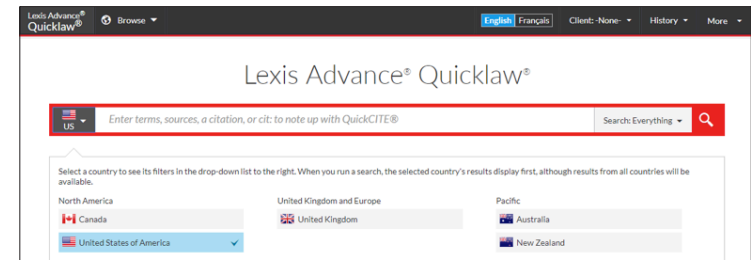 Lexis Advance®
Quicklaw®
Browse
English Français
Client: -None-
History
More
Lexis Advance® Quicklaw®
US
Enter terms, sources, a citation, or cit: to note up with QuickCITE®
Search: Everything
Select a country to see its filters in the drop-down list to the right. When you run a search, the selected country's results display first, although results from all countries will be
available.
North America
United Kingdom and Europe
Pacific
Canada
United Kingdom
Australia
United States of America
New Zealand